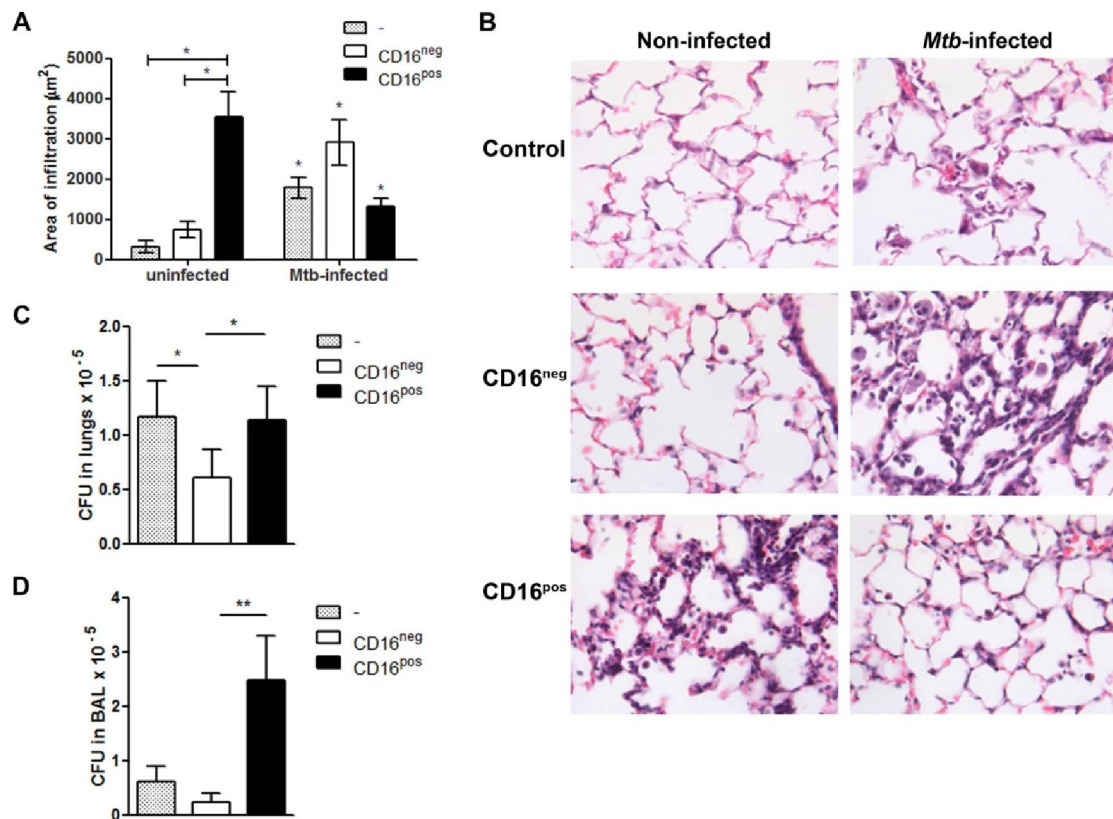 A
-
CD16neg
CD16pos
* * * * *
5000
4000
3000
2000
1000
0
Area of infiltration (µm2)
uninfected
Mtb-infected
B
Non-infected
Mtb-infected
Control
CD16neg
CD16pos
C
-
CD16neg
CD16pos
* *
2.0
1.5
1.0
0.5
0.0
CFU in lungs x 10-5
D
-
CD16neg
CD16pos
**
4
3
2
1
0
CFU in BAL x 10-5